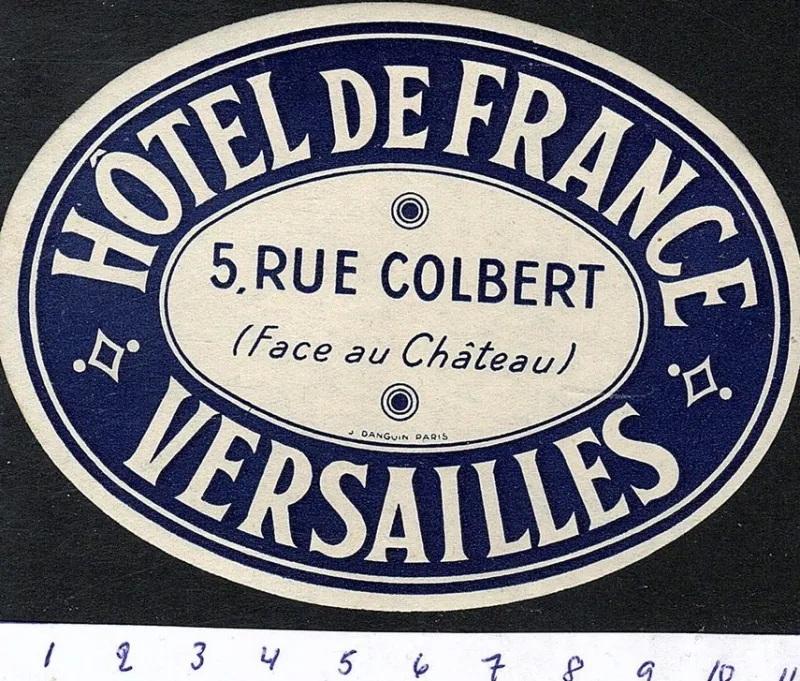 HÔTEL DE FRANCE
5, RUE COLBERT
(Face au Château)
J. DANGUIN PARIS
VERSAILLES
1 2 3 4 5 6 7 8 9 10 11